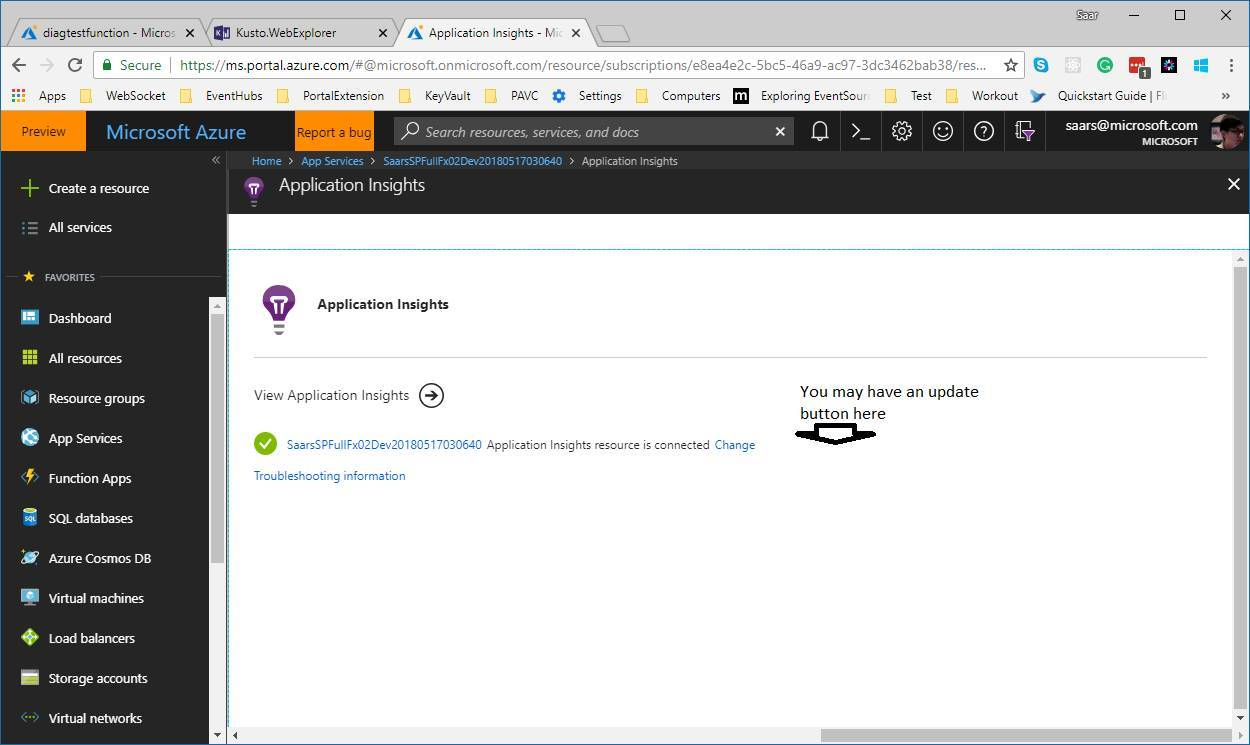 Saar
diagtestfunction - Micros
Kusto.WebExplorer
Application Insights - Mic
Secure
https://ms.portal.azure.com/#@microsoft.onmicrosoft.com/resource/subscriptions/e8ea4e2c-5bc5-46a9-ac97-3dc3462bab38/res...
1
Apps WebSocket EventHubs PortalExtension KeyVault PAVC Settings Computers m Exploring EventSour Test Workout Quickstart Guide | Fl »
Preview
Microsoft Azure
Report a bug
Search resources, services, and docs
saars@microsoft.com
MICROSOFT
Home > App Services > SaarsSPFullFx02Dev20180517030640 > Application Insights
Application Insights
Create a resource
All services
FAVORITES
Dashboard
All resources
Resource groups
App Services
Function Apps
SQL
SQL databases
Azure Cosmos DB
Virtual machines
Load balancers
Storage accounts
Virtual networks
Application Insights
View Application Insights
SaarsSPFullFx02Dev20180517030640 Application Insights resource is connected Change
Troubleshooting information
You may have an update
button here